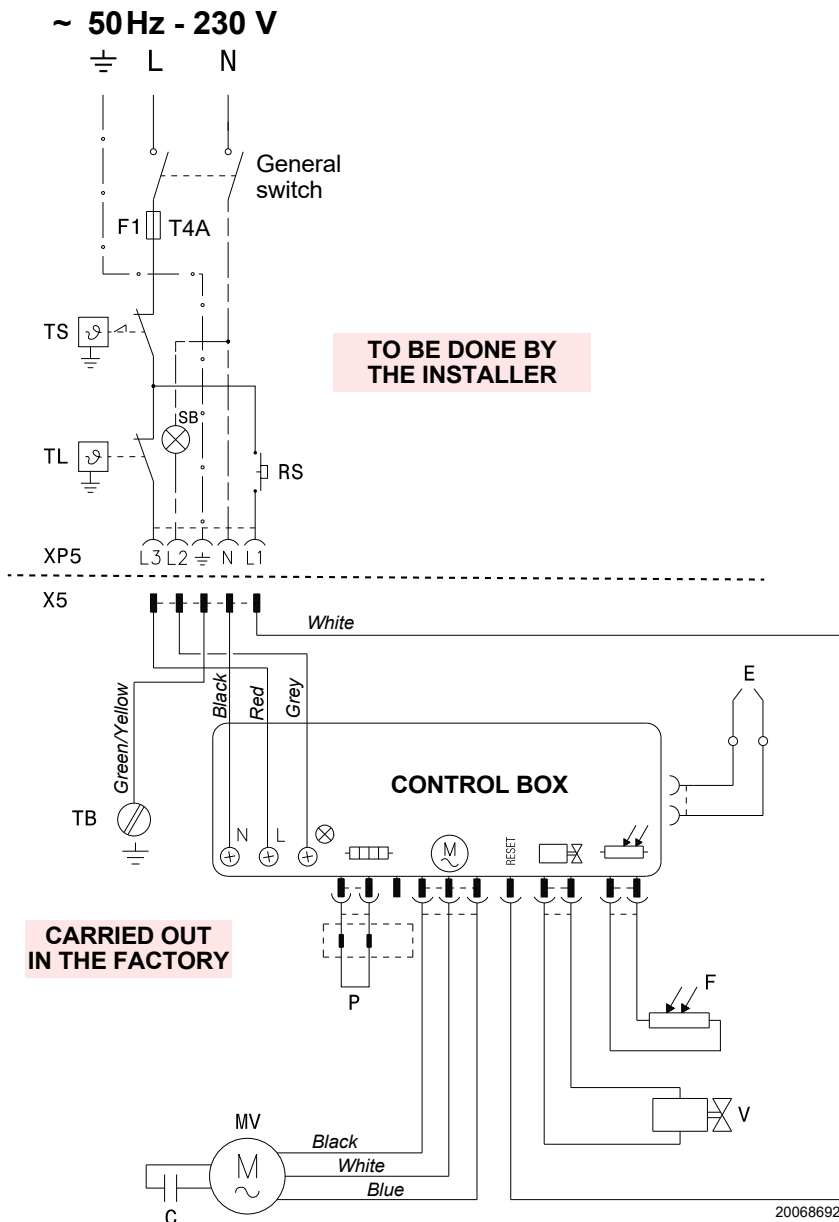 ~ 50Hz - 230 V
L N
General
switch
F1 T4A
TS
TO BE DONE BY
THE INSTALLER
SB
TL
RS
XP5
L3 L2 N L1
X5
White
E
Green/Yellow
Black
Red
Grey
CONTROL BOX
TB
N L
M
RESET
CARRIED OUT
IN THE FACTORY
P
F
V
MV
M
Black
White
Blue
C
20068692